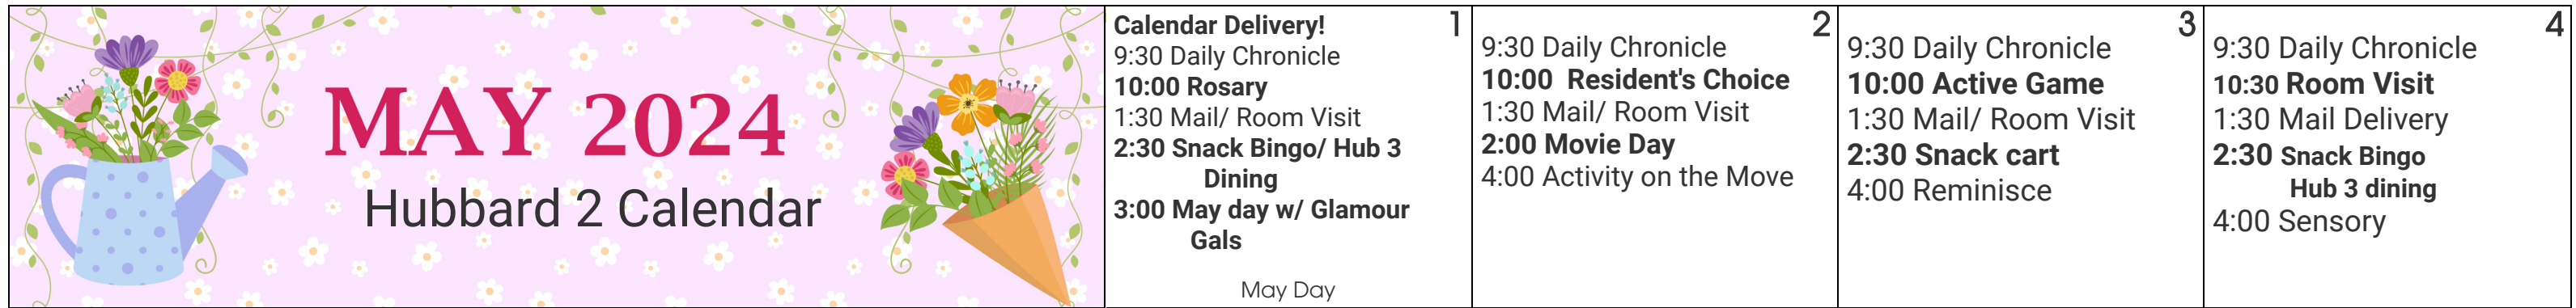 MAY 2024
Hubbard 2 Calendar
1
Calendar Delivery!
9:30 Daily Chronicle
10:00 Rosary
1:30 Mail/ Room Visit
2:30 Snack Bingo/ Hub 3
Dining
3:00 May day w/ Glamour
Gals
May Day
2
9:30 Daily Chronicle
10:00 Resident's Choice
1:30 Mail/ Room Visit
2:00 Movie Day
4:00 Activity on the Move
3
9:30 Daily Chronicle
10:00 Active Game
1:30 Mail/ Room Visit
2:30 Snack cart
4:00 Reminisce
4
9:30 Daily Chronicle
10:30 Room Visit
1:30 Mail Delivery
2:30 Snack Bingo
Hub 3 dining
4:00 Sensory